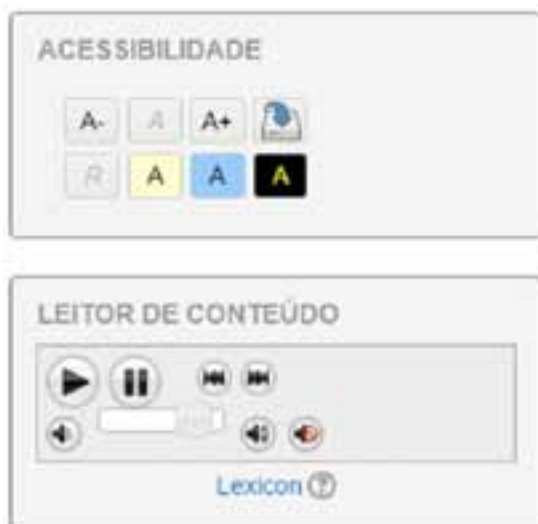 ACESSIBILIDADE
A- A A+
R A A A
LEITOR DE CONTEÚDO
Lexicon ?